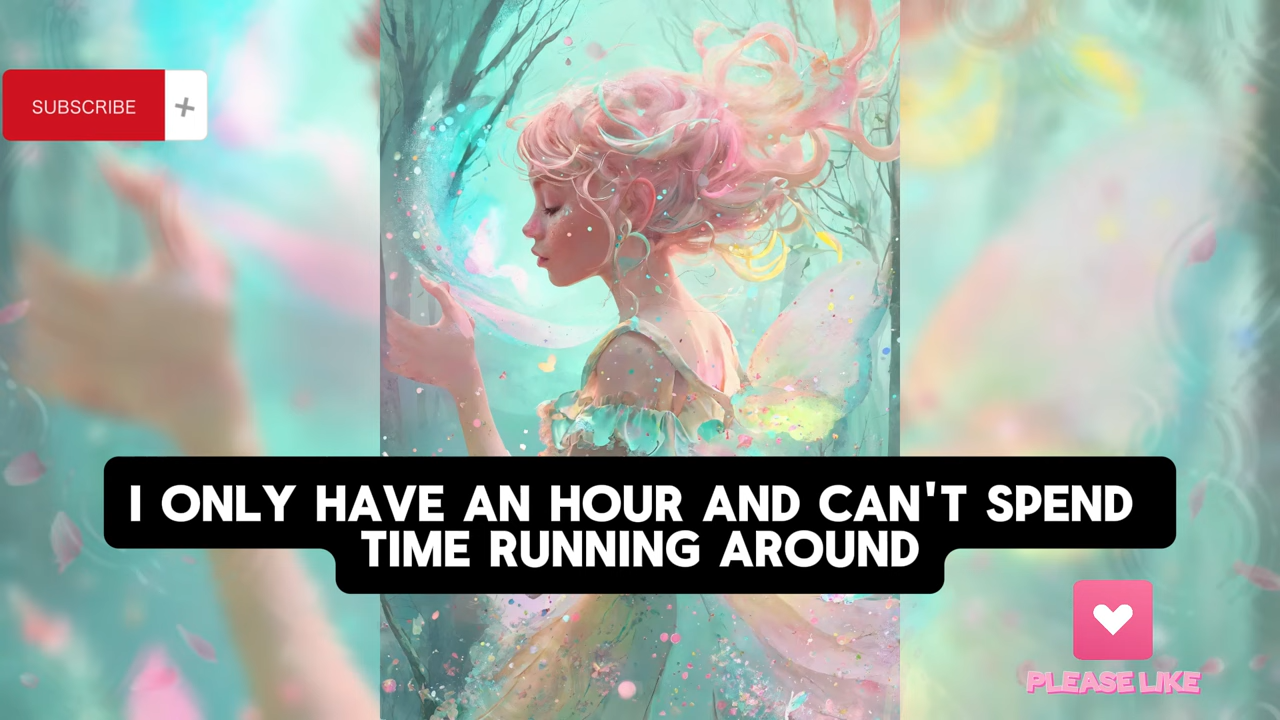 SUBSCRIBE
I ONLY HAVE AN HOUR AND CAN'T SPEND
TIME RUNNING AROUND
PLEASE LIKE